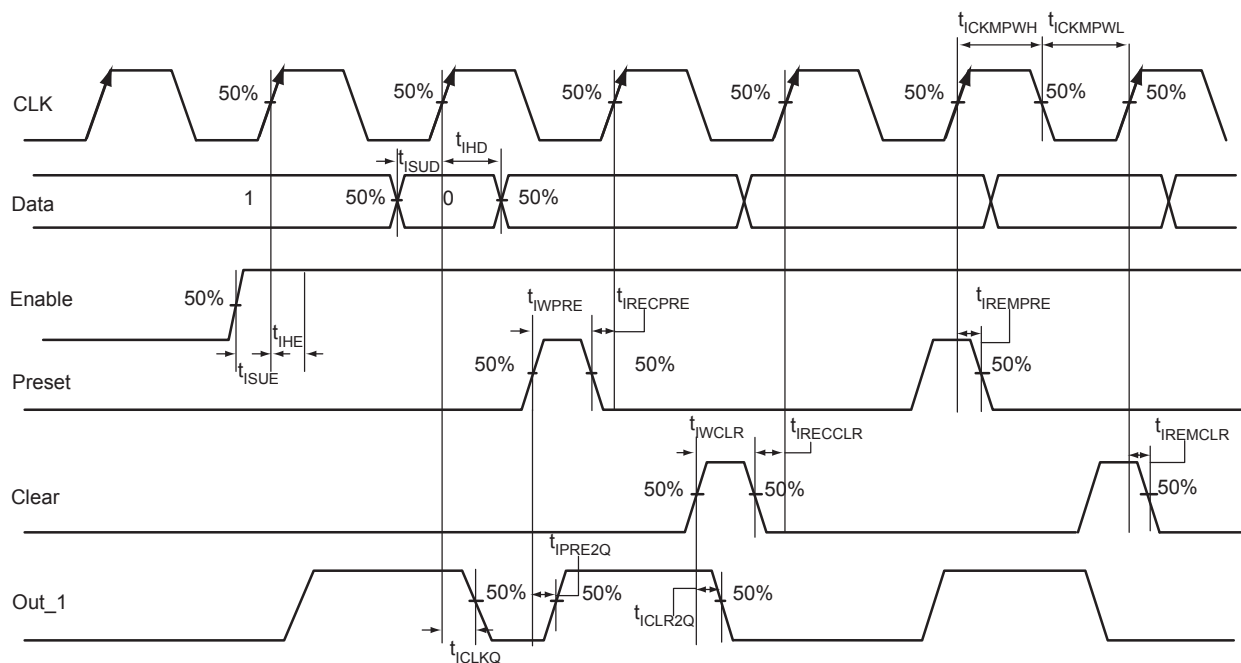 tICKMPWH tICKMPWL
CLK 50% 50% 50% 50% 50% 50% 50%
tISUD tIHD
Data 1 50% 0 50%
Enable 50% tIHE tISUE
tIWPRE tIRECPRE tIREMPRE
Preset 50% 50% 50%
tIWCLR tIRECCLR tIREMCLR
Clear 50% 50% 50%
tIPRE2Q
Out_1 50% 50% tICLR2Q 50%
tICLKQ